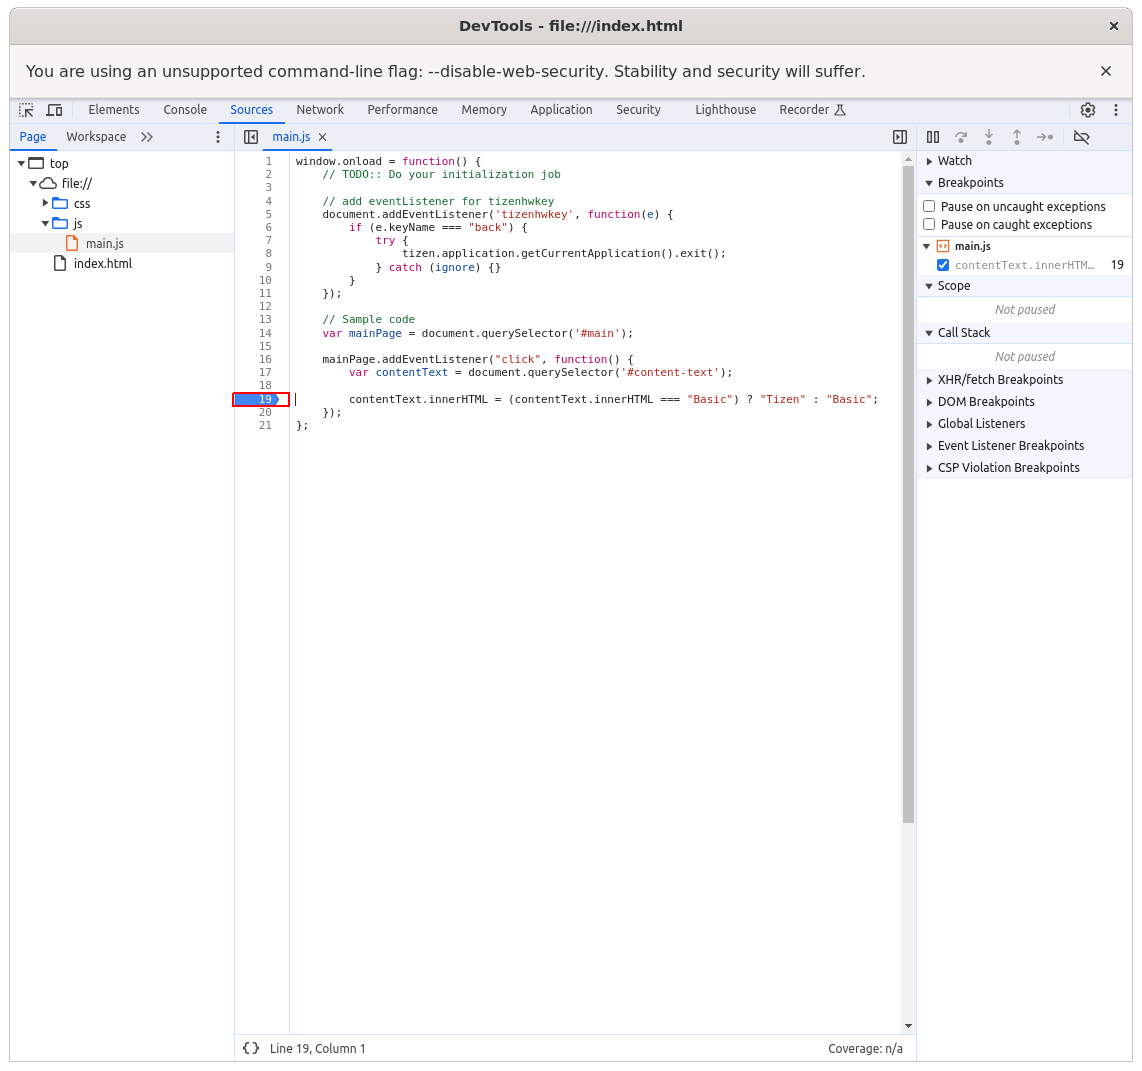 DevTools - file:///index.html
You are using an unsupported command-line flag: --disable-web-security. Stability and security will suffer.
Elements Console Sources Network Performance Memory Application Security Lighthouse Recorder
Page Workspace
main.js
top
file://
css
js
main.js
index.html
1 window.onload = function() {
2     // TODO:: Do your initialization job
3
4     // add eventListener for tizenhwkey
5     document.addEventListener('tizenhwkey', function(e) {
6         if (e.keyName === "back") {
7             try {
8                 tizen.application.getCurrentApplication().exit();
9             } catch (ignore) {}
10         }
11     });
12
13     // Sample code
14     var mainPage = document.querySelector('#main');
15
16     mainPage.addEventListener("click", function() {
17         var contentText = document.querySelector('#content-text');
18
19         contentText.innerHTML = (contentText.innerHTML === "Basic") ? "Tizen" : "Basic";
20     });
21 };
Watch
Breakpoints
Pause on uncaught exceptions
Pause on caught exceptions
main.js
contentText.innerHTM… 19
Scope
Not paused
Call Stack
Not paused
XHR/fetch Breakpoints
DOM Breakpoints
Global Listeners
Event Listener Breakpoints
CSP Violation Breakpoints
{} Line 19, Column 1
Coverage: n/a